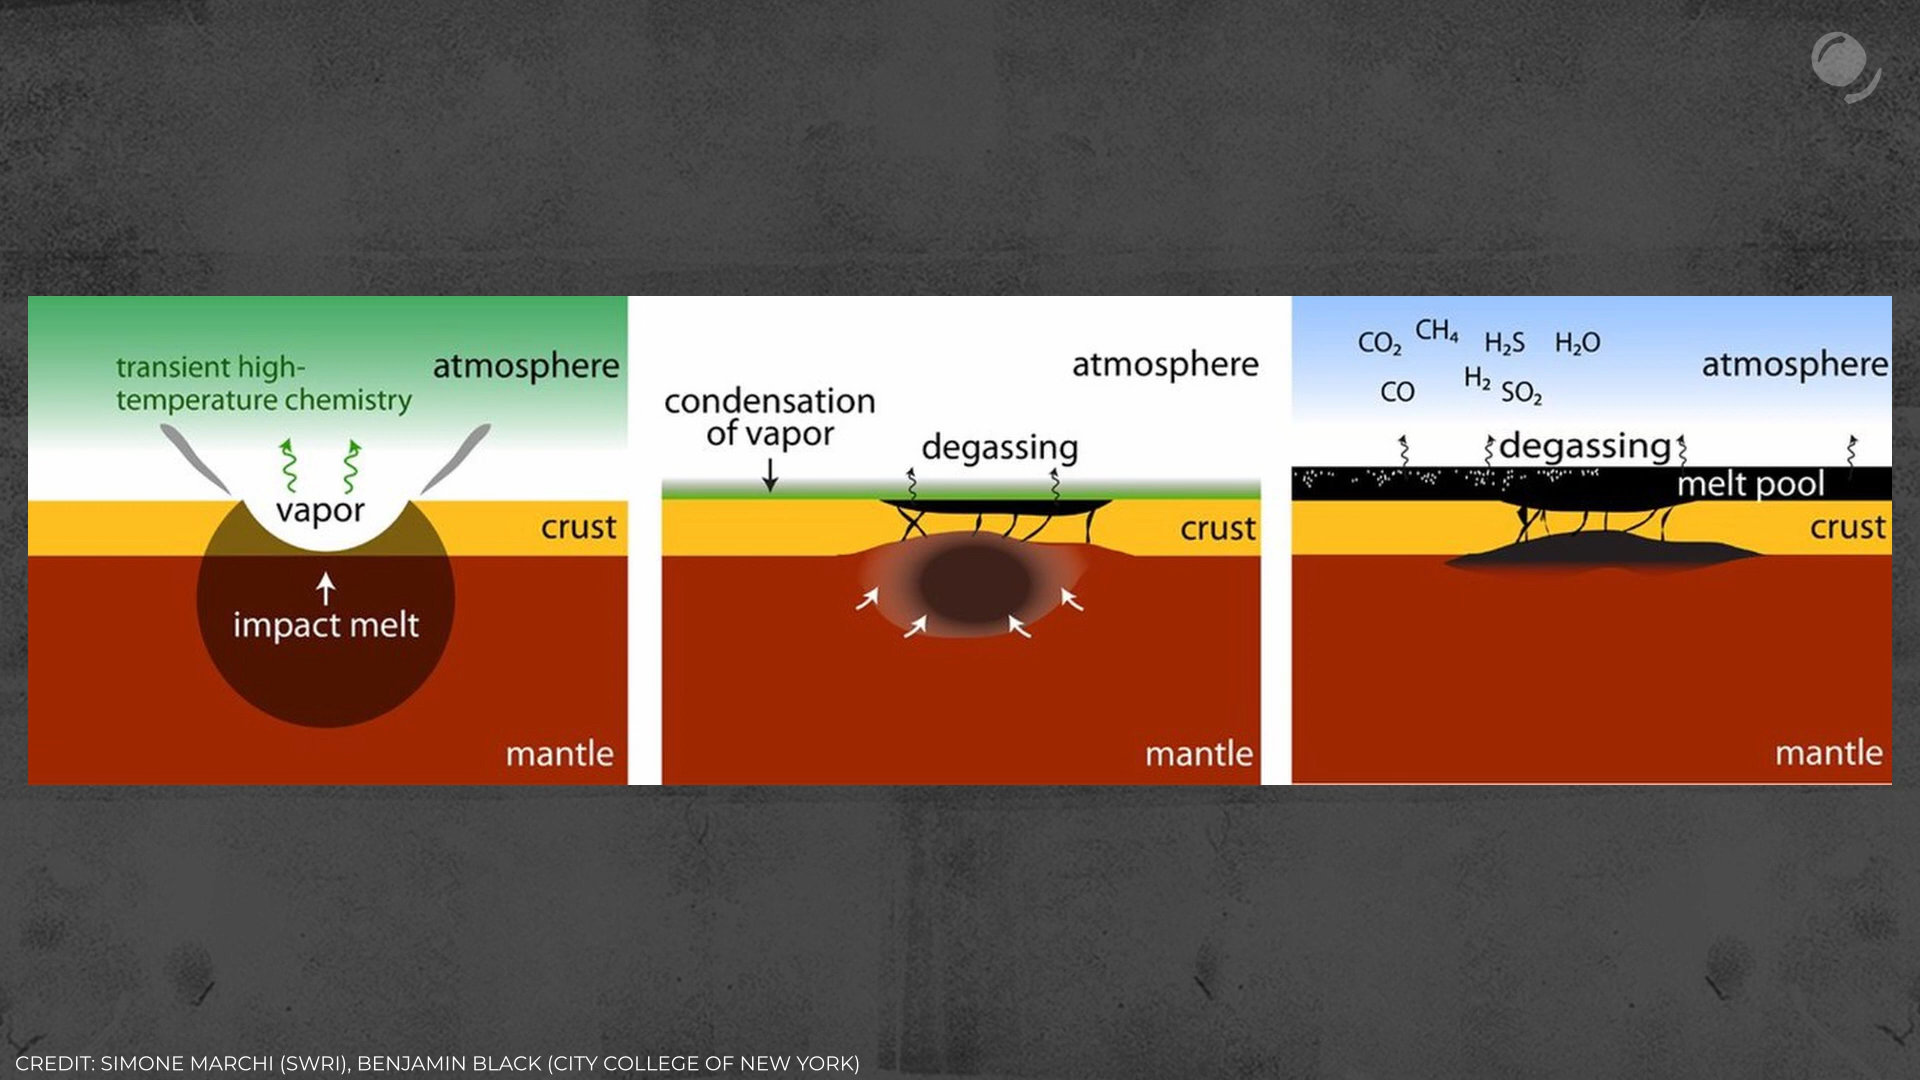 transient high-
temperature chemistry
atmosphere
vapor
crust
impact melt
mantle
atmosphere
condensation
of vapor
degassing
crust
mantle
CO₂ CH₄ H₂S H₂O
CO H₂ SO₂
atmosphere
degassing
melt pool
crust
mantle
CREDIT: SIMONE MARCHI (SWRI), BENJAMIN BLACK (CITY COLLEGE OF NEW YORK)